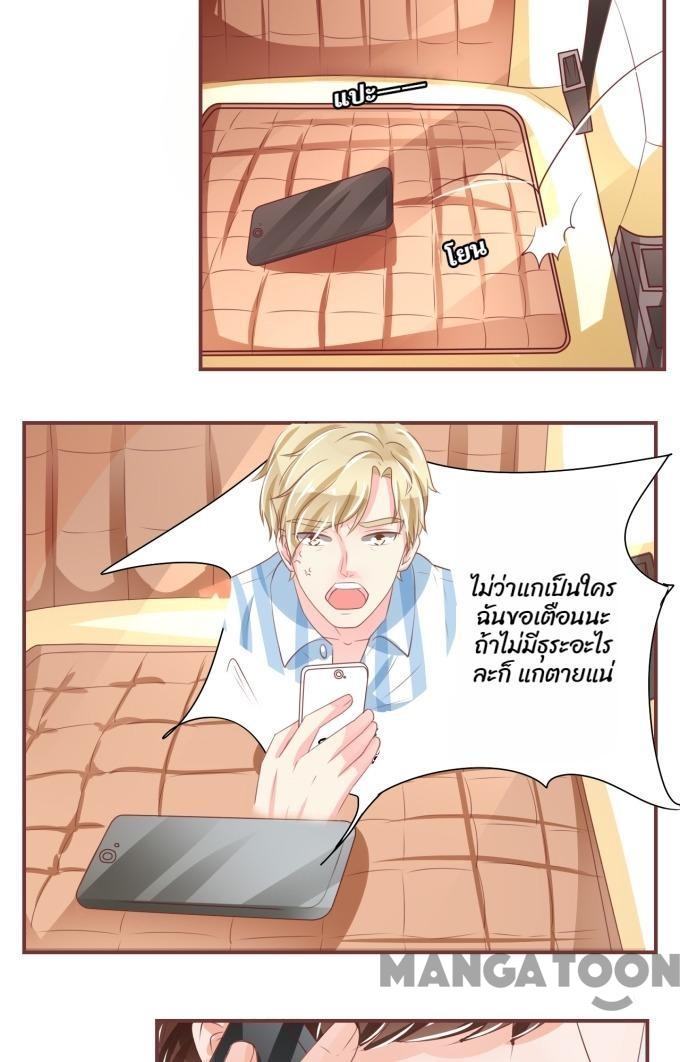 แปะ
โยน
ไม่ว่าแกเป็นใคร
ฉันขอเตือนนะ
ถ้าไม่มีธุระอะไร
ละก็ แกตายแน่
MANGATOON